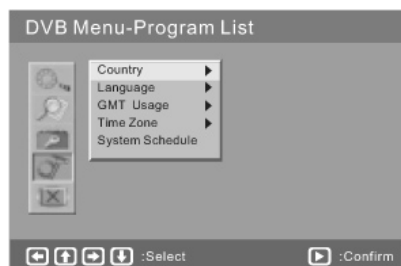 DVB Menu-Program List
Country
Language
GMT Usage
Time Zone
System Schedule
:Select
:Confirm